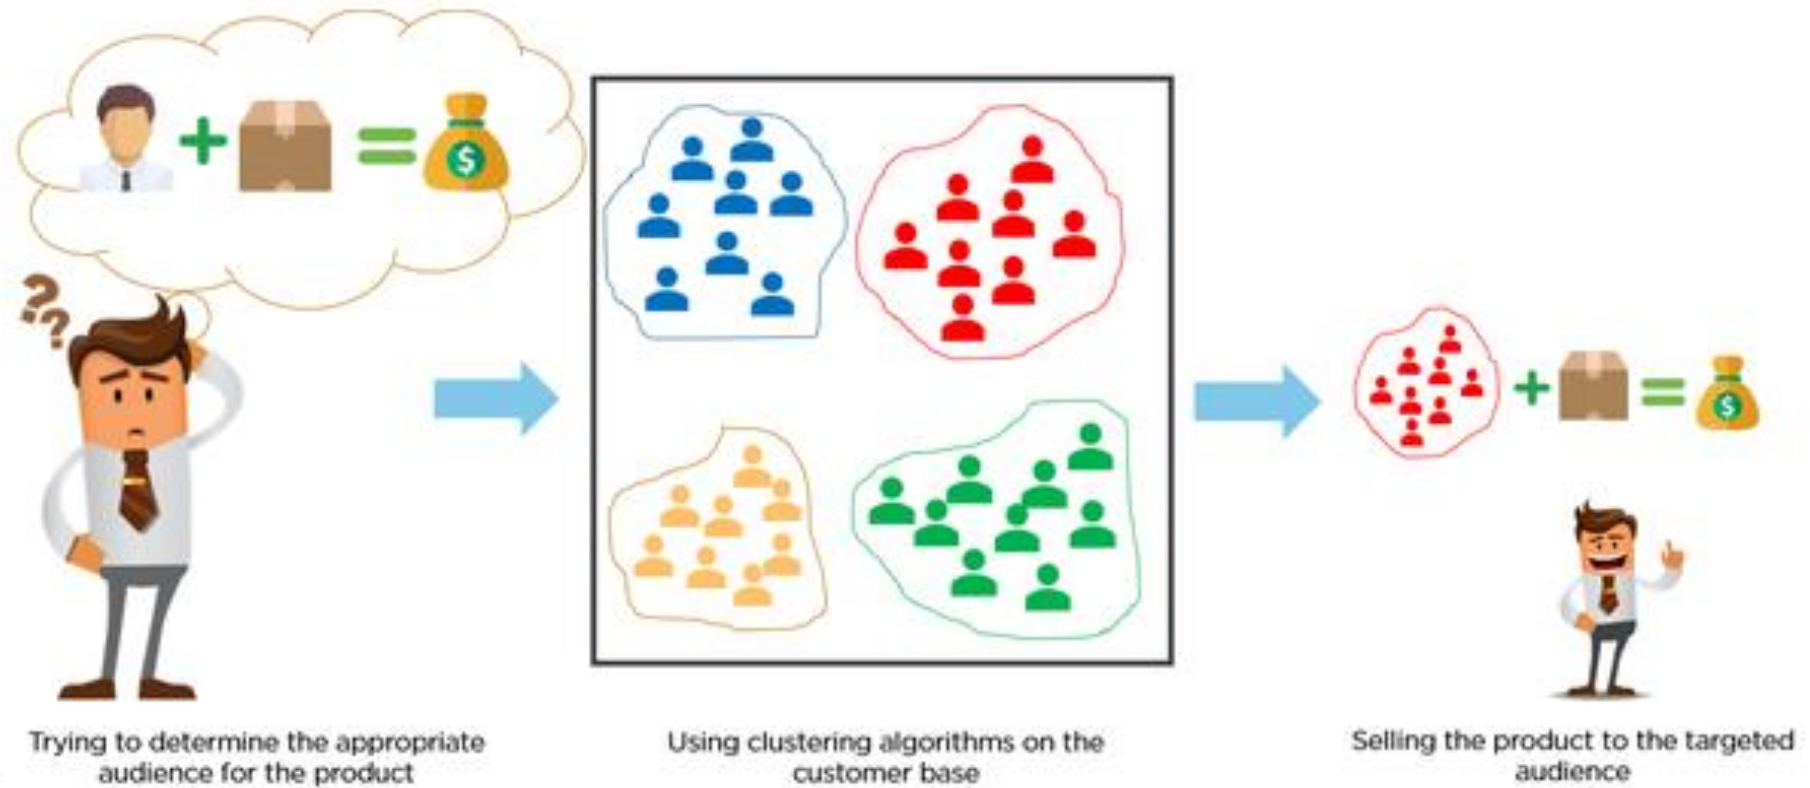 ??
$
Trying to determine the appropriate
audience for the product
Using clustering algorithms on the
customer base
$
Selling the product to the targeted
audience